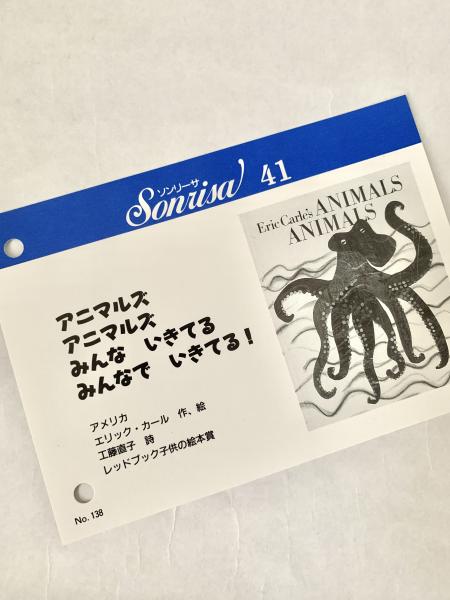 ソンリーサ
Sonrisa 41
Eric Carle's ANIMALS
ANIMALS
アニマルズ
アニマルズ
みんな いきてる
みんなで いきてる!
アメリカ
エリック・カール 作、絵
工藤直子 詩
レッドブック子供の絵本賞
No. 138